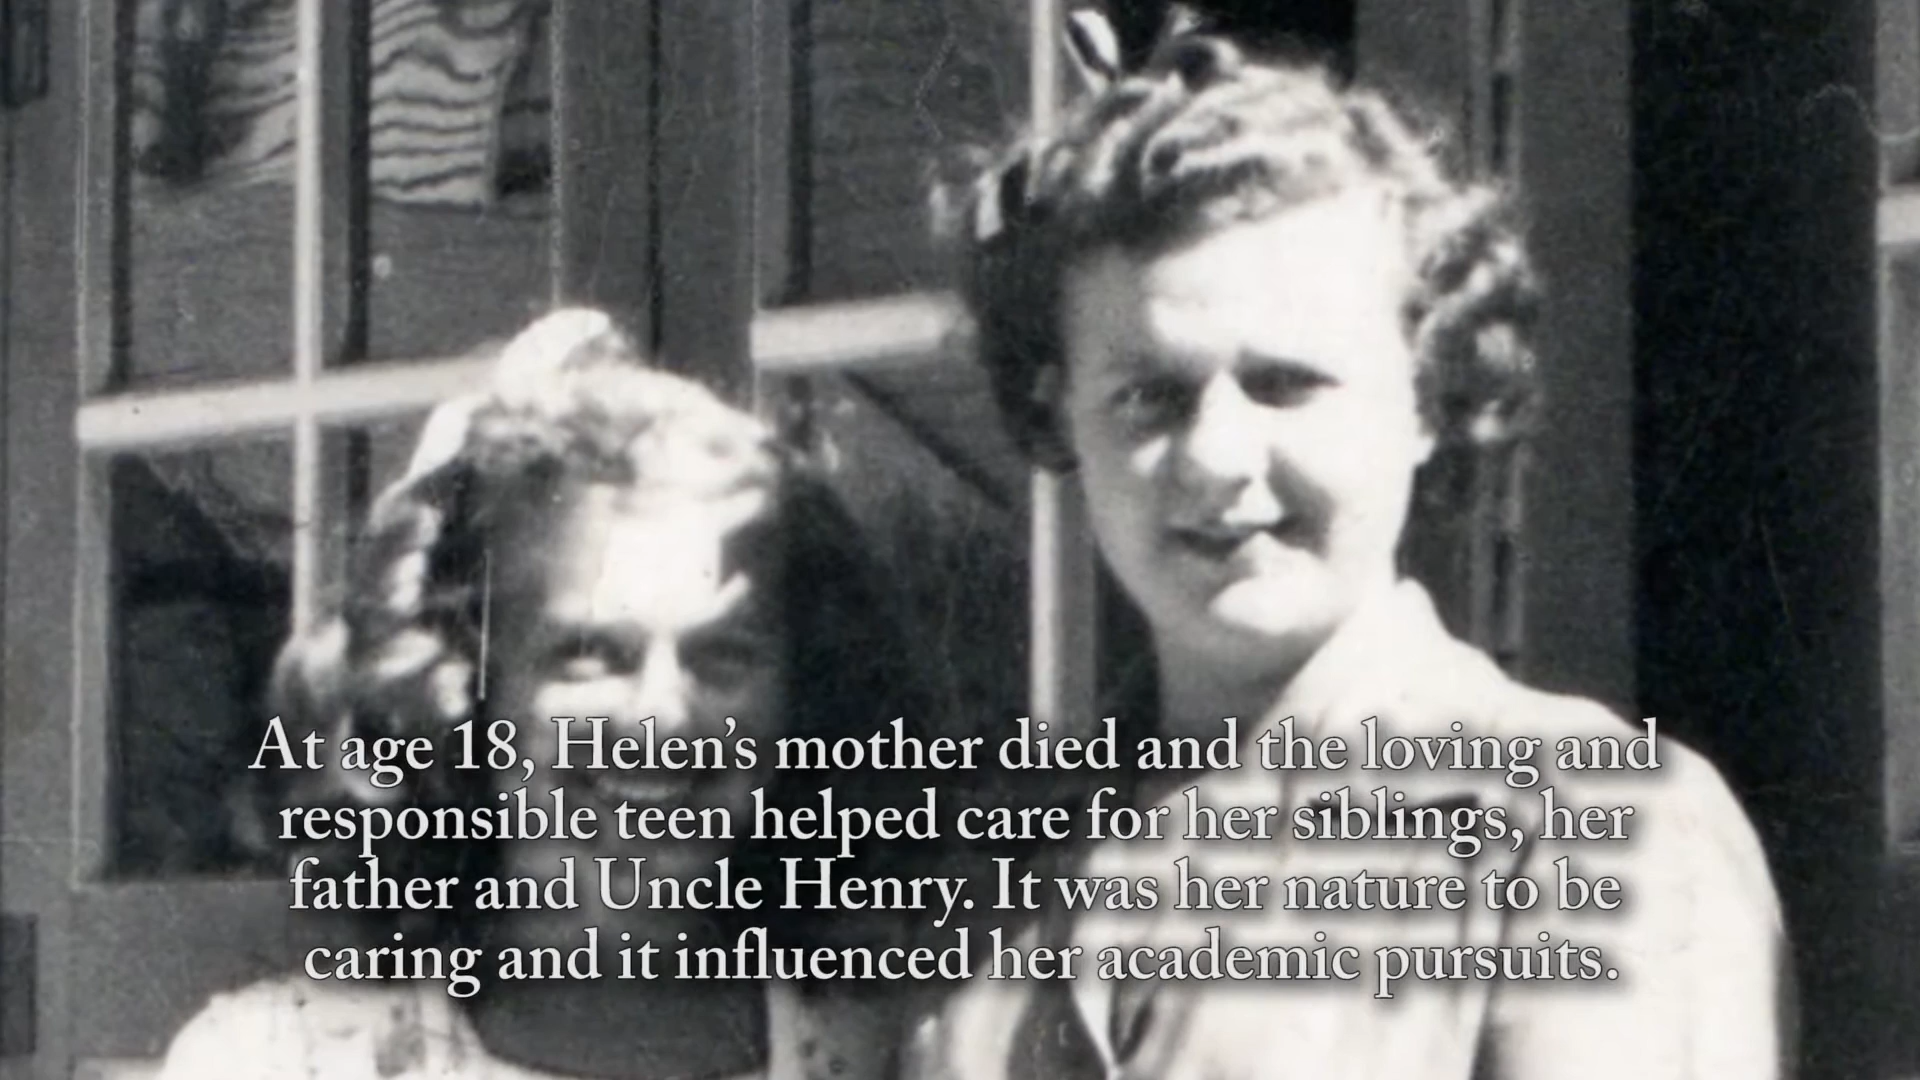 At age 18, Helen's mother died and the loving and
responsible teen helped care for her siblings, her
father and Uncle Henry. It was her nature to be
caring and it influenced her academic pursuits.